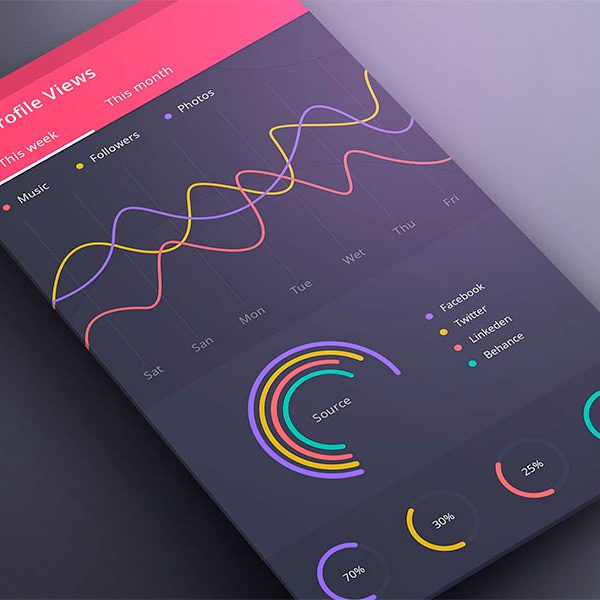 rofile Views
This week
This month
Music
Followers
Photos
Sat
San
Mon
Tue
Wet
Thu
Fri
Source
Facebook
Twitter
Linkeden
Behance
70%
30%
25%